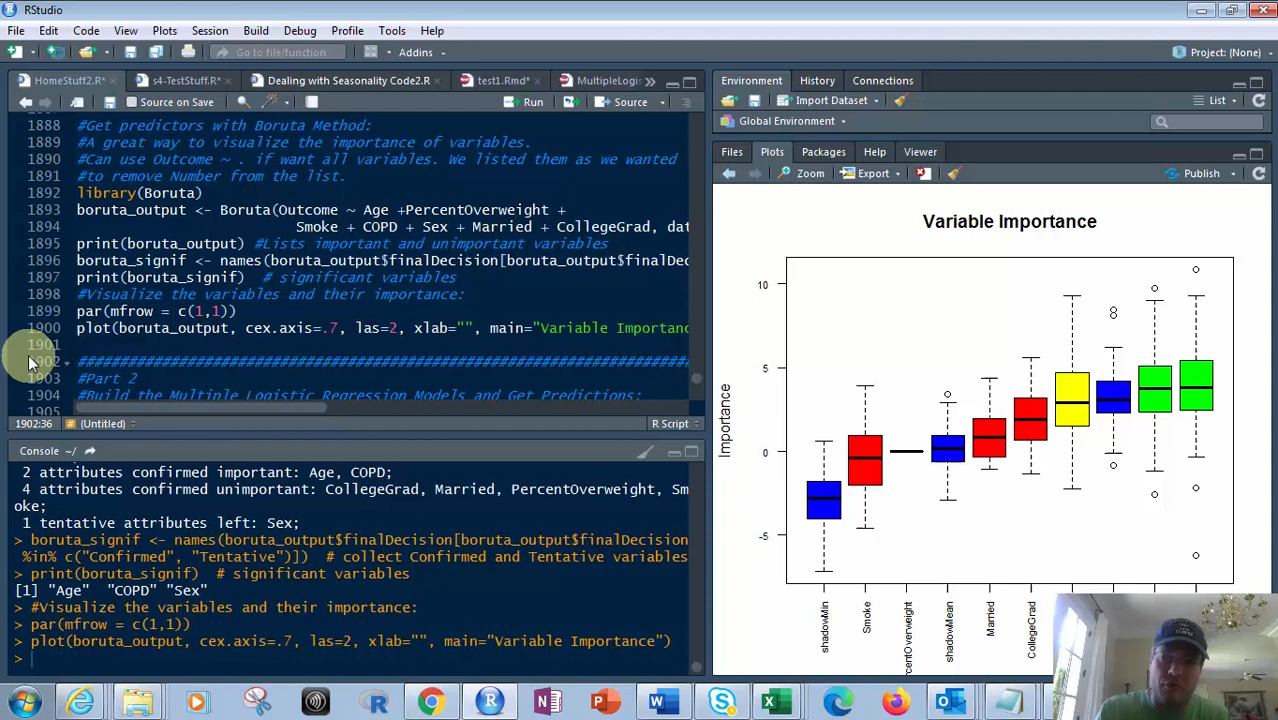 RStudio
File Edit Code View Plots Session Build Debug Profile Tools Help
Go to file/function Addins Project: (None)
HomeStuff2.R* s4-TestStuff.R* Dealing with Seasonality Code2.R test1.Rmd* MultipleLogis
Source on Save Run Source
1888 #Get predictors with Boruta Method:
1889 #A great way to visualize the importance of variables.
1890 #Can use Outcome ~ . if want all variables. We listed them as we wanted
1891 #to remove Number from the list.
1892 library(Boruta)
1893 boruta_output <- Boruta(Outcome ~ Age +PercentOverweight +
1894 Smoke + COPD + Sex + Married + CollegeGrad, dat
1895 print(boruta_output) #Lists important and unimportant variables
1896 boruta_signif <- names(boruta_output$finalDecision[boruta_output$finalDec
1897 print(boruta_signif) # significant variables
1898 #Visualize the variables and their importance:
1899 par(mfrow = c(1,1))
1900 plot(boruta_output, cex.axis=.7, las=2, xlab="", main="Variable Importanc
1901
1902 ########################################################################
1903 #Part 2
1904 #Build the Multiple Logistic Regression Models and Get Predictions:
1905
1902:36 (Untitled) R Script
Console ~/
2 attributes confirmed important: Age, COPD;
4 attributes confirmed unimportant: CollegeGrad, Married, PercentOverweight, Sm
oke;
1 tentative attributes left: Sex;
> boruta_signif <- names(boruta_output$finalDecision[boruta_output$finalDecision
%in% c("Confirmed", "Tentative")]) # collect Confirmed and Tentative variables
> print(boruta_signif) # significant variables
[1] "Age" "COPD" "Sex"
> #Visualize the variables and their importance:
> par(mfrow = c(1,1))
> plot(boruta_output, cex.axis=.7, las=2, xlab="", main="Variable Importance")
>
Environment History Connections
Import Dataset List
Global Environment
Files Plots Packages Help Viewer
Zoom Export Publish
Variable Importance
Importance
10
5
0
-5
shadowMin
Smoke
rcentOverweight
shadowMean
Married
CollegeGrad